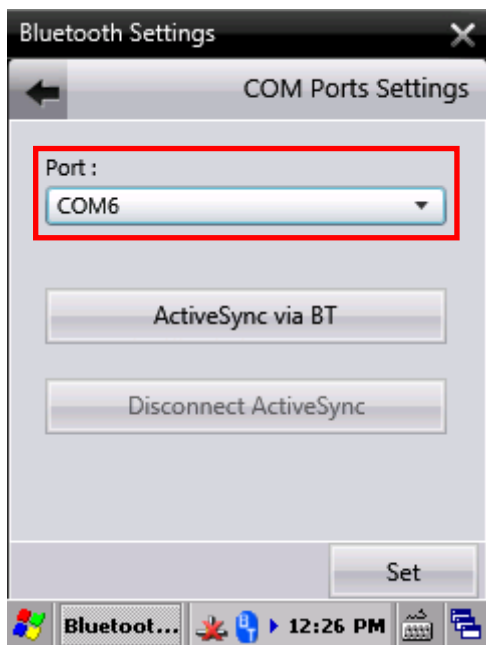 Bluetooth Settings
COM Ports Settings
Port :
COM6
ActiveSync via BT
Disconnect ActiveSync
Set
Bluetoot... 12:26 PM